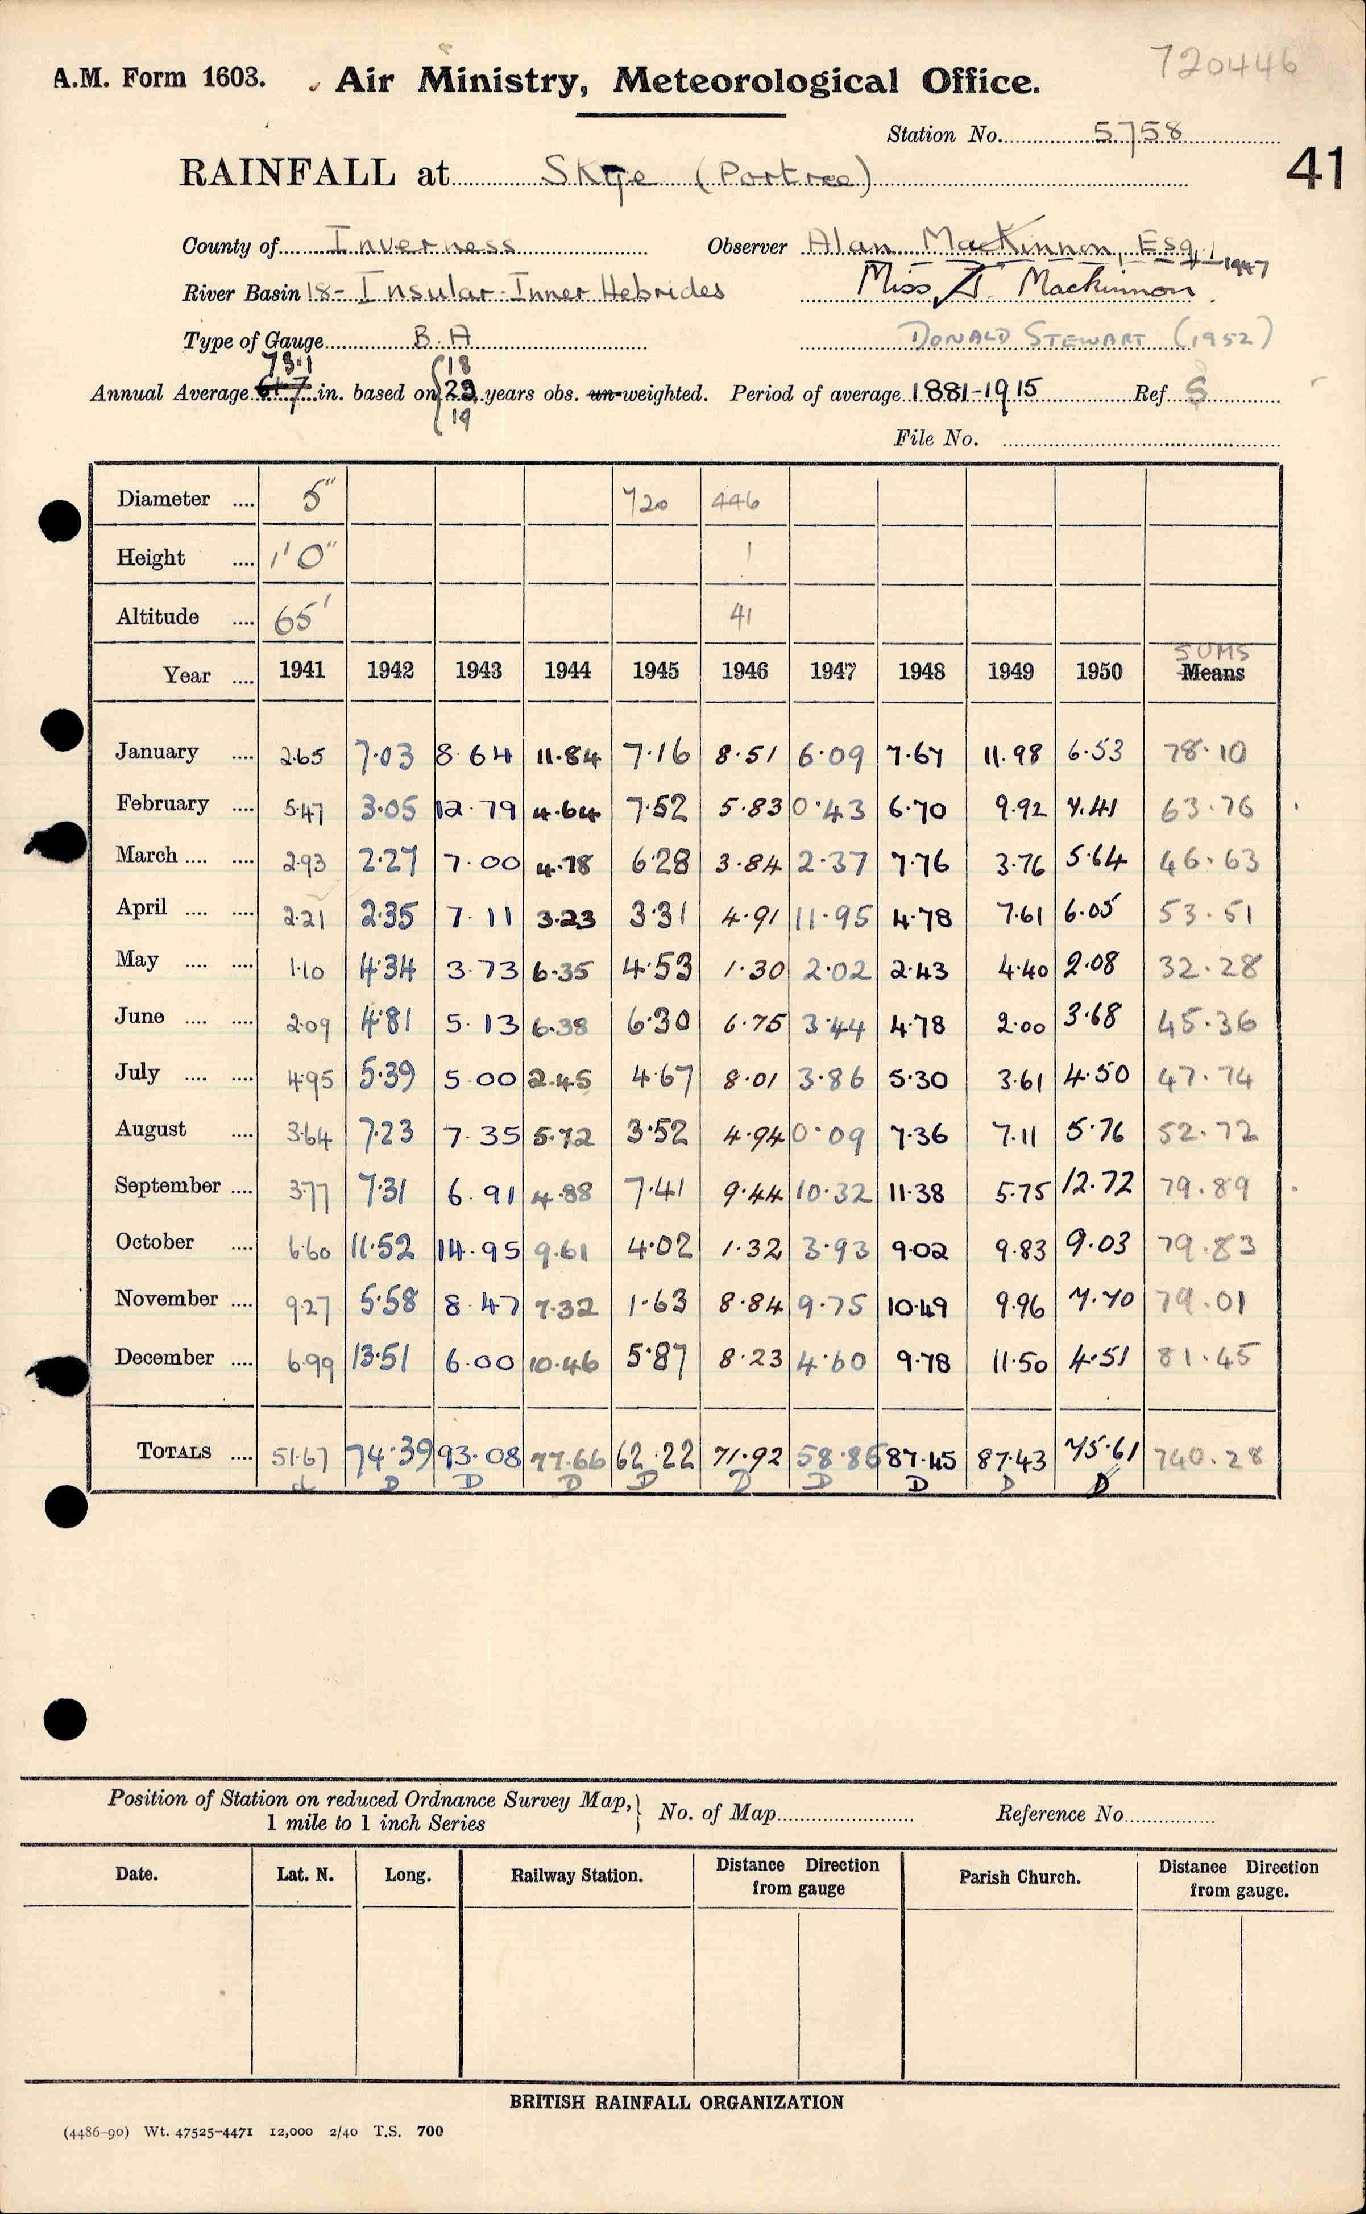 720446
A.M. Form 1603. Air Ministry, Meteorological Office.
Station No. 5758
41
RAINFALL at Skye (Portree)
County of Inverness Observer Alan MacKinnon, Esq., 1947
River Basin 18 - Insular-Inner Hebrides Miss D. Mackinnon.
Type of Gauge B.A DONALD STEWART (1952)
73.1 18
Annual Average 64.7 in. based on 23 years obs. un-weighted. Period of average 1881-1915 Ref. S
19
File No.
Diameter .... 5" 720 446
Height .... 1'0" 1
Altitude .... 65' 41
SUMS
Year .... 1941 1942 1943 1944 1945 1946 1947 1948 1949 1950 Means
January .... 2.65 7.03 8.64 11.84 7.16 8.51 6.09 7.67 11.98 6.53 78.10
February .... 5.47 3.05 12.79 4.64 7.52 5.83 0.43 6.70 9.92 7.41 63.76
March .... .... 2.93 2.27 7.00 4.78 6.28 3.84 2.37 7.76 3.76 5.64 46.63
April .... .... 2.21 2.35 7.11 3.23 3.31 4.91 11.95 4.78 7.61 6.05 53.51
May .... .... 1.10 4.34 3.73 6.35 4.53 1.30 2.02 2.43 4.40 2.08 32.28
June .... .... 2.09 4.81 5.13 6.38 6.30 6.75 3.44 4.78 2.00 3.68 45.36
July .... .... 4.95 5.39 5.00 2.45 4.67 8.01 3.86 5.30 3.61 4.50 47.74
August .... 3.64 7.23 7.35 5.72 3.52 4.94 0.09 7.36 7.11 5.76 52.72
September .... 3.77 7.31 6.91 4.88 7.41 9.44 10.32 11.38 5.75 12.72 79.89
October .... 6.60 11.52 14.95 9.61 4.02 1.32 3.93 9.02 9.83 9.03 79.83
November .... 9.27 5.58 8.47 7.32 1.63 8.84 9.75 10.49 9.96 7.70 79.01
December .... 6.99 13.51 6.00 10.46 5.87 8.23 4.60 9.78 11.50 4.51 81.45
TOTALS .... 51.67 74.39 93.08 77.66 62.22 71.92 58.85 87.45 87.43 75.61 740.28
D D D D D D D D D
Position of Station on reduced Ordnance Survey Map, } No. of Map Reference No.
1 mile to 1 inch Series
Date. Lat. N. Long. Railway Station. Distance Direction from gauge Parish Church. Distance Direction from gauge.
BRITISH RAINFALL ORGANIZATION
(4486-90) Wt. 47525-4471 12,000 2/40 T.S. 700